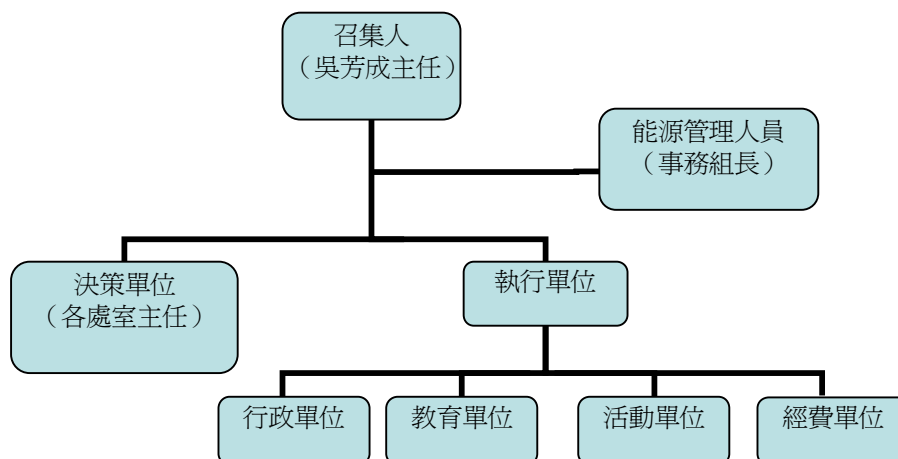 召集人
（吳芳成主任）
能源管理人員
（事務組長）
決策單位
（各處室主任）
執行單位
行政單位
教育單位
活動單位
經費單位